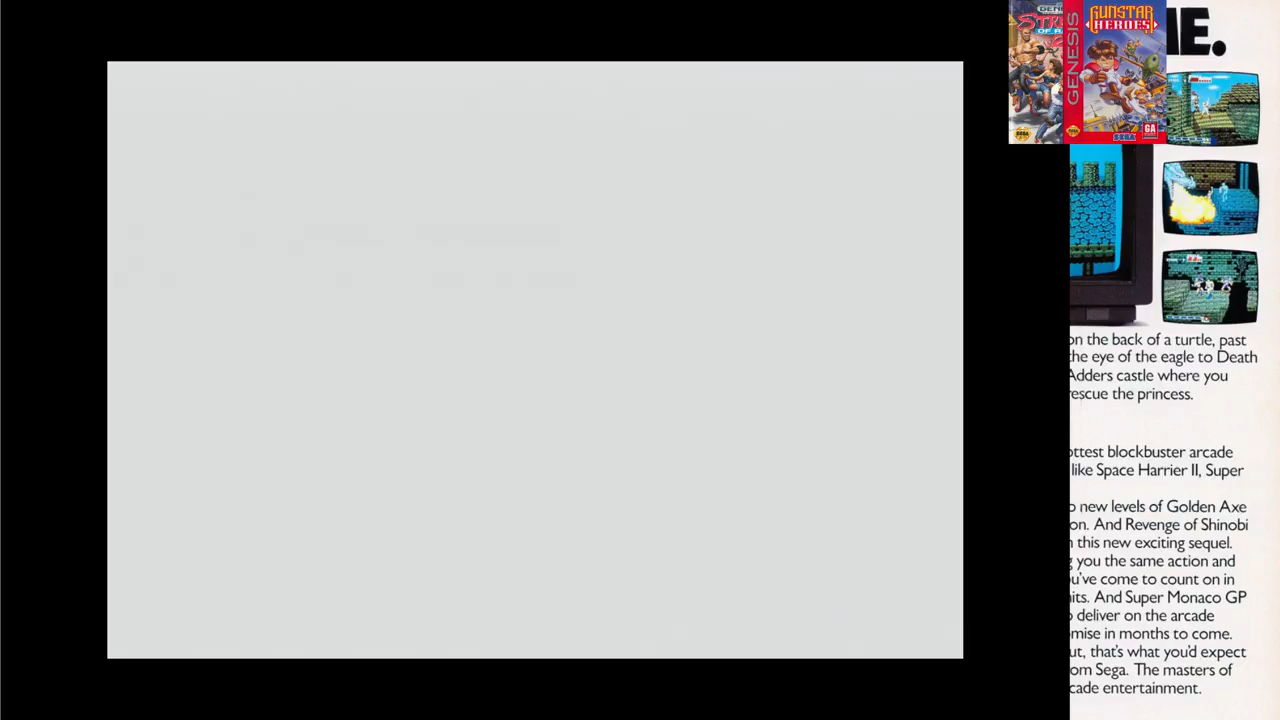 GENESIS
GUNSTAR
HEROES
SEGA
GA
E.
on the back of a turtle, past
the eye of the eagle to Death
Adders castle where you
rescue the princess.
ottest blockbuster arcade
like Space Harrier II, Super
o new levels of Golden Axe
on. And Revenge of Shinobi
n this new exciting sequel.
g you the same action and
u've come to count on in
hits. And Super Monaco GP
o deliver on the arcade
omise in months to come.
ut, that's what you'd expect
om Sega. The masters of
cade entertainment.